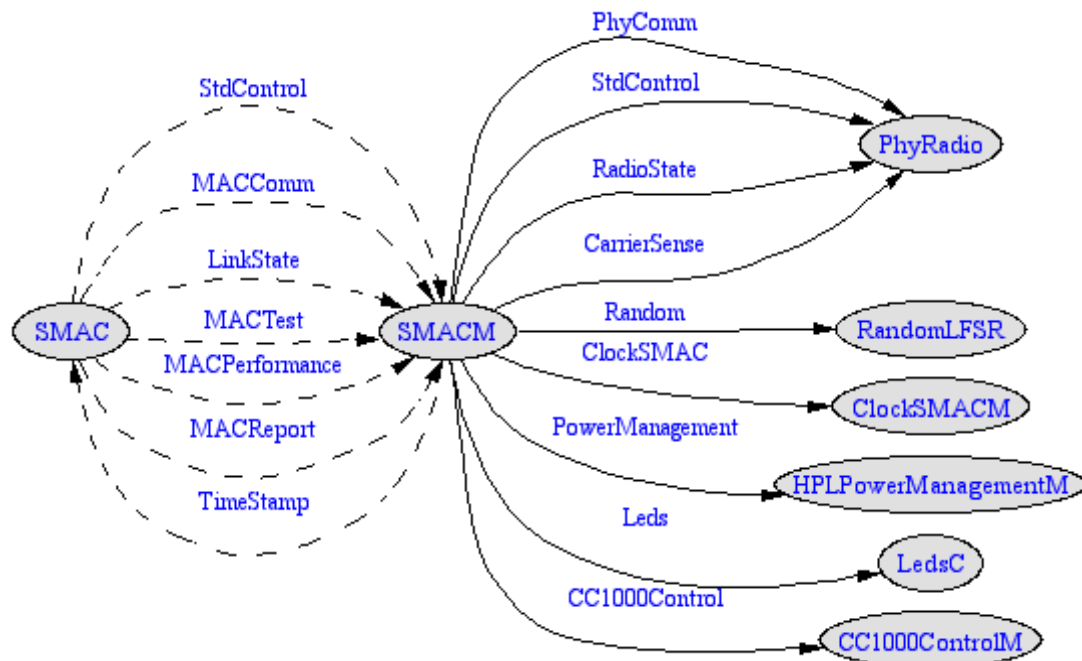 PhyComm
StdControl
StdControl
PhyRadio
MACComm
RadioState
LinkState
CarrierSense
SMAC
MACTest
SMACM
Random
RandomLFSR
MACPerformance
ClockSMAC
ClockSMACM
MACReport
PowerManagement
HPLPowerManagementM
TimeStamp
Leds
LedsC
CC1000Control
CC1000ControlM